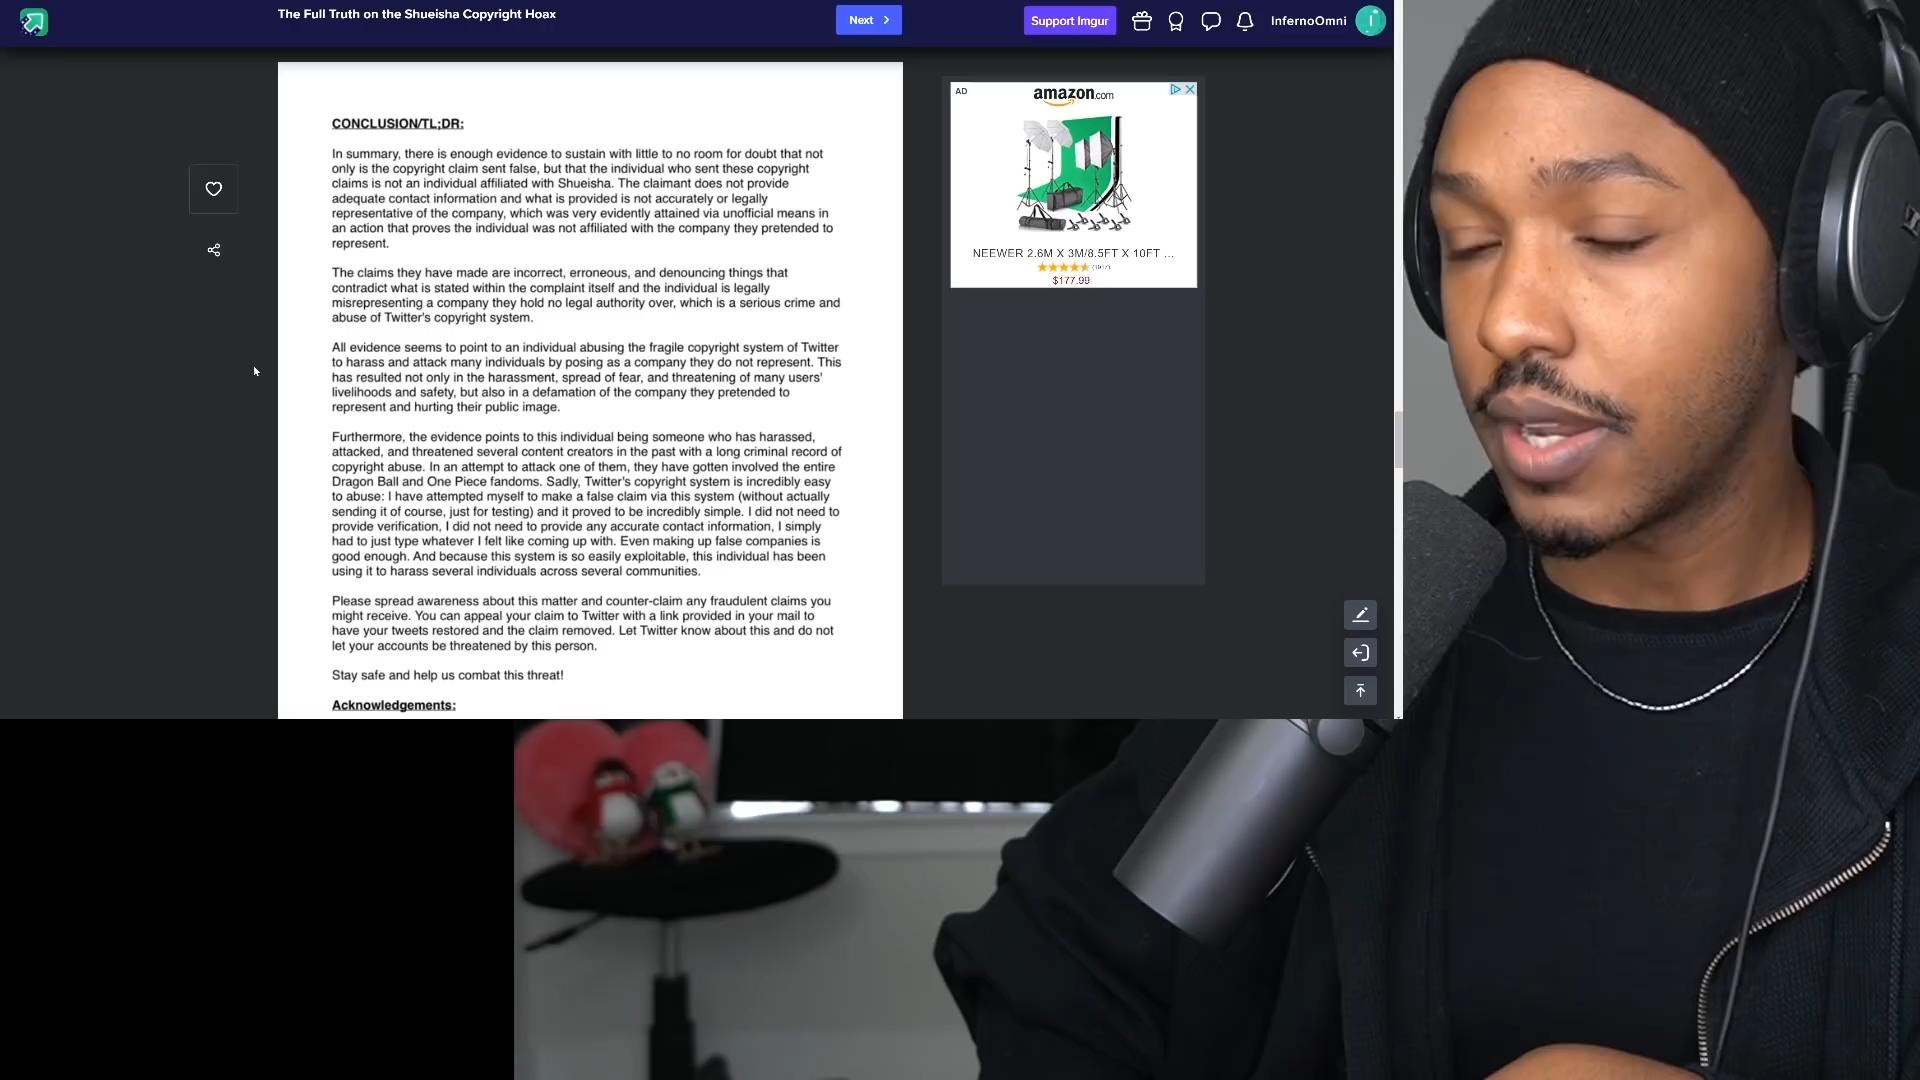 The Full Truth on the Shueisha Copyright Hoax
Next
Support Imgur
InfernoOmni
I
CONCLUSION/TL;DR:
In summary, there is enough evidence to sustain with little to no room for doubt that not
only is the copyright claim sent false, but that the individual who sent these copyright
claims is not an individual affiliated with Shueisha. The claimant does not provide
adequate contact information and what is provided is not accurately or legally
representative of the company, which was very evidently attained via unofficial means in
an action that proves the individual was not affiliated with the company they pretended to
represent.
The claims they have made are incorrect, erroneous, and denouncing things that
contradict what is stated within the complaint itself and the individual is legally
misrepresenting a company they hold no legal authority over, which is a serious crime and
abuse of Twitter's copyright system.
All evidence seems to point to an individual abusing the fragile copyright system of Twitter
to harass and attack many individuals by posing as a company they do not represent. This
has resulted not only in the harassment, spread of fear, and threatening of many users'
livelihoods and safety, but also in a defamation of the company they pretended to
represent and hurting their public image.
Furthermore, the evidence points to this individual being someone who has harassed,
attacked, and threatened several content creators in the past with a long criminal record of
copyright abuse. In an attempt to attack one of them, they have gotten involved the entire
Dragon Ball and One Piece fandoms. Sadly, Twitter's copyright system is incredibly easy
to abuse: I have attempted myself to make a false claim via this system (without actually
sending it of course, just for testing) and it proved to be incredibly simple. I did not need to
provide verification, I did not need to provide any accurate contact information, I simply
had to just type whatever I felt like coming up with. Even making up false companies is
good enough. And because this system is so easily exploitable, this individual has been
using it to harass several individuals across several communities.
Please spread awareness about this matter and counter-claim any fraudulent claims you
might receive. You can appeal your claim to Twitter with a link provided in your mail to
have your tweets restored and the claim removed. Let Twitter know about this and do not
let your accounts be threatened by this person.
Stay safe and help us combat this threat!
Acknowledgements:
AD
amazon.com
NEEWER 2.6M X 3M/8.5FT X 10FT ...
$177.99